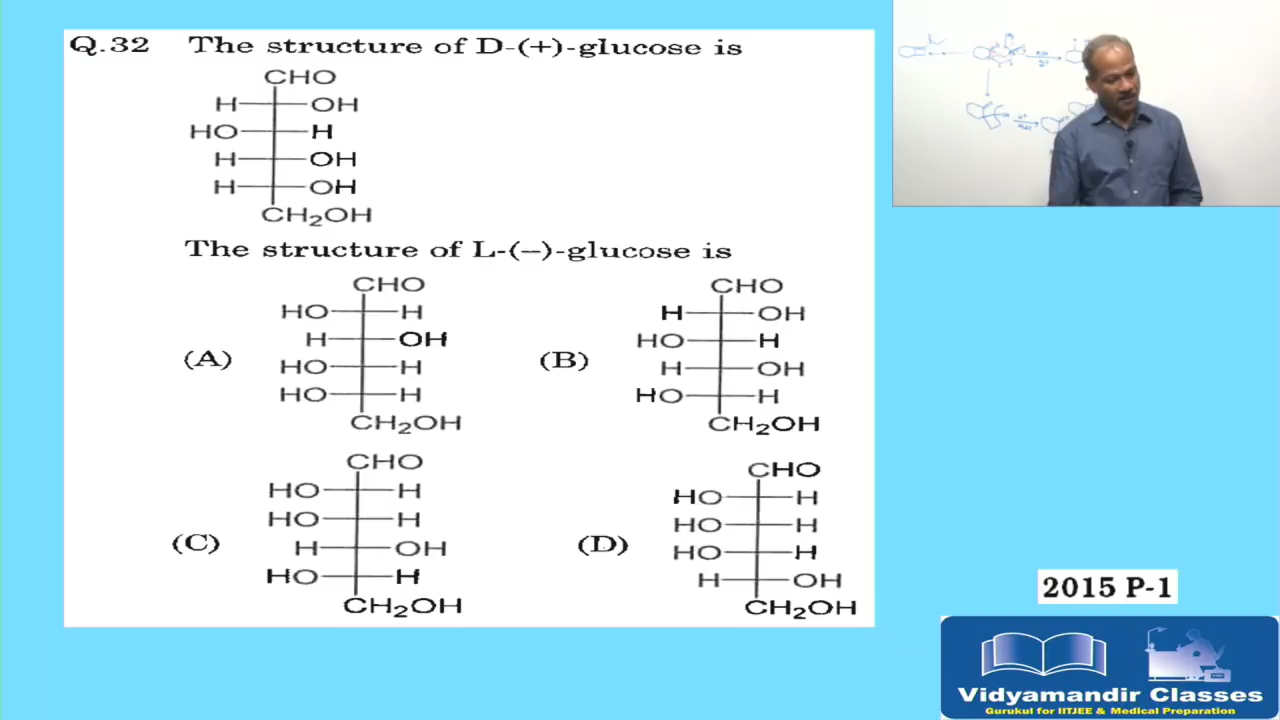 Q.32 The structure of D-(+)-glucose is
CHO
H OH
HO H
H OH
H OH
CH₂OH
The structure of L-(–)-glucose is
(A)
CHO
HO H
H OH
HO H
HO H
CH₂OH
(B)
CHO
H OH
HO H
H OH
HO H
CH₂OH
(C)
CHO
HO H
HO H
H OH
HO H
CH₂OH
(D)
CHO
HO H
HO H
HO H
H OH
CH₂OH
2015 P-1
Vidyamandir Classes
Gurukul for IITJEE & Medical Preparation